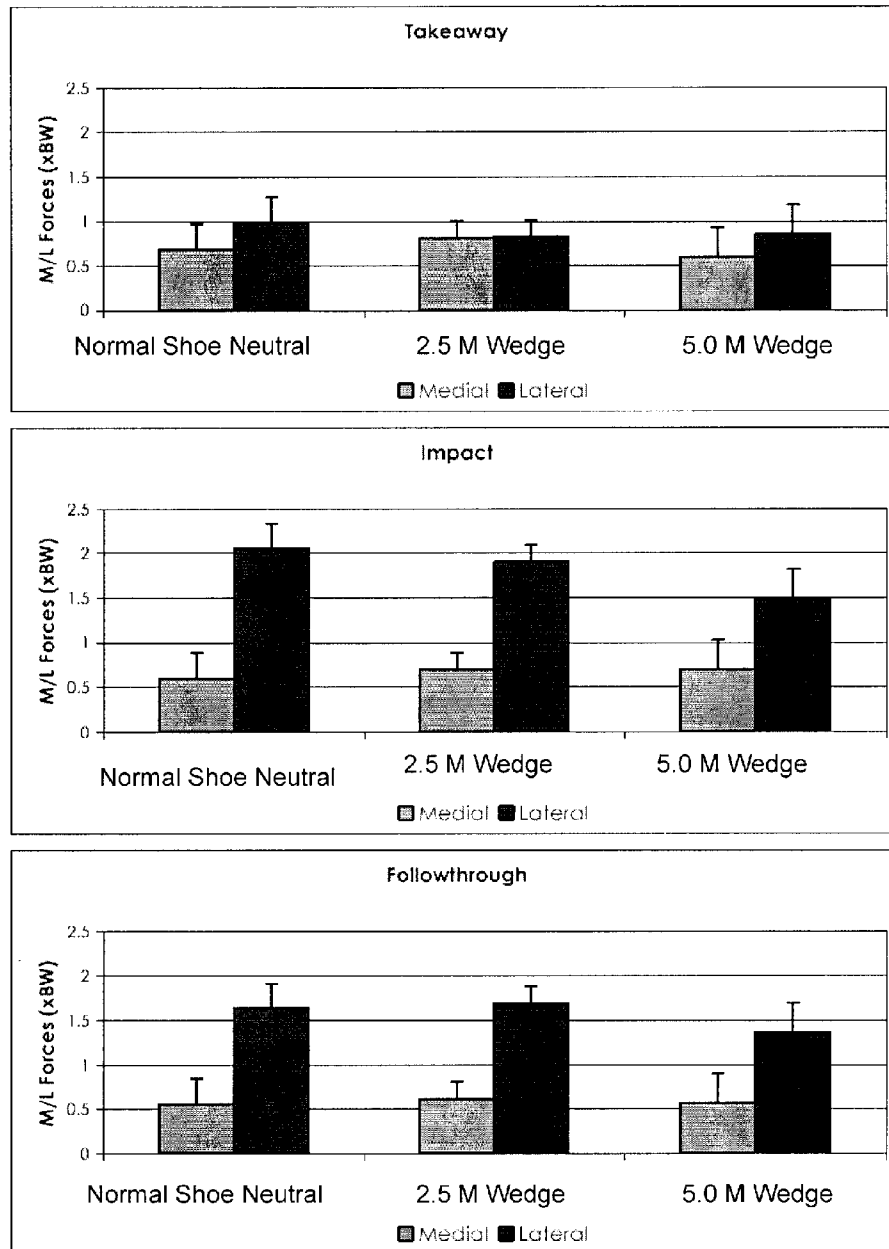 Takeaway
M/L Forces (xBW)
2.5
2
1.5
1
0.5
0
Normal Shoe Neutral 2.5 M Wedge 5.0 M Wedge
Medial Lateral
Impact
M/L Forces (xBW)
2.5
2
1.5
1
0.5
0
Normal Shoe Neutral 2.5 M Wedge 5.0 M Wedge
Medial Lateral
Followthrough
M/L Forces (xBW)
2.5
2
1.5
1
0.5
0
Normal Shoe Neutral 2.5 M Wedge 5.0 M Wedge
Medial Lateral